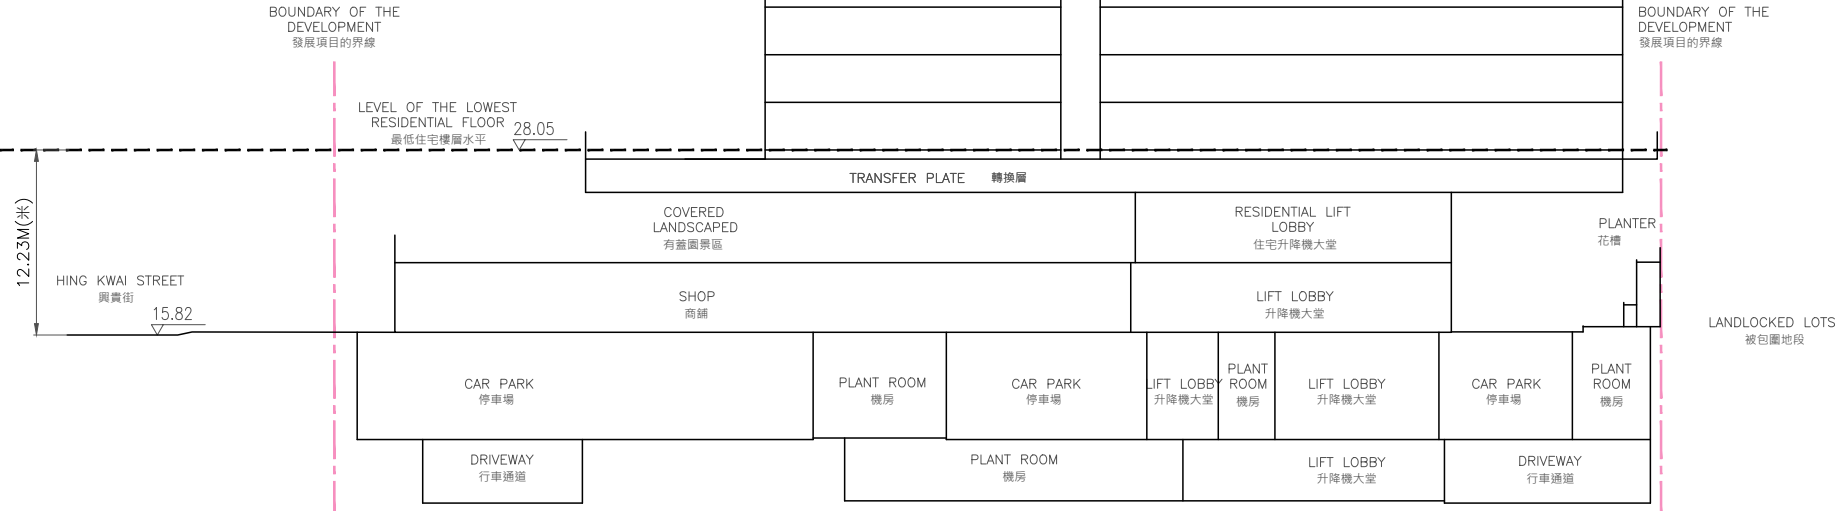 BOUNDARY OF THE
DEVELOPMENT
發展項目的界線
BOUNDARY OF THE
DEVELOPMENT
發展項目的界線
LEVEL OF THE LOWEST
RESIDENTIAL FLOOR
最低住宅樓層水平
28.05
TRANSFER PLATE 轉換層
12.23M(米)
COVERED
LANDSCAPED
有蓋園景區
RESIDENTIAL LIFT
LOBBY
住宅升降機大堂
PLANTER
花槽
HING KWAI STREET
興貴街
15.82
SHOP
商舖
LIFT LOBBY
升降機大堂
LANDLOCKED LOTS
被包圍地段
CAR PARK
停車場
PLANT ROOM
機房
CAR PARK
停車場
LIFT LOBBY
升降機大堂
PLANT
ROOM
機房
LIFT LOBBY
升降機大堂
CAR PARK
停車場
PLANT
ROOM
機房
DRIVEWAY
行車通道
PLANT ROOM
機房
LIFT LOBBY
升降機大堂
DRIVEWAY
行車通道